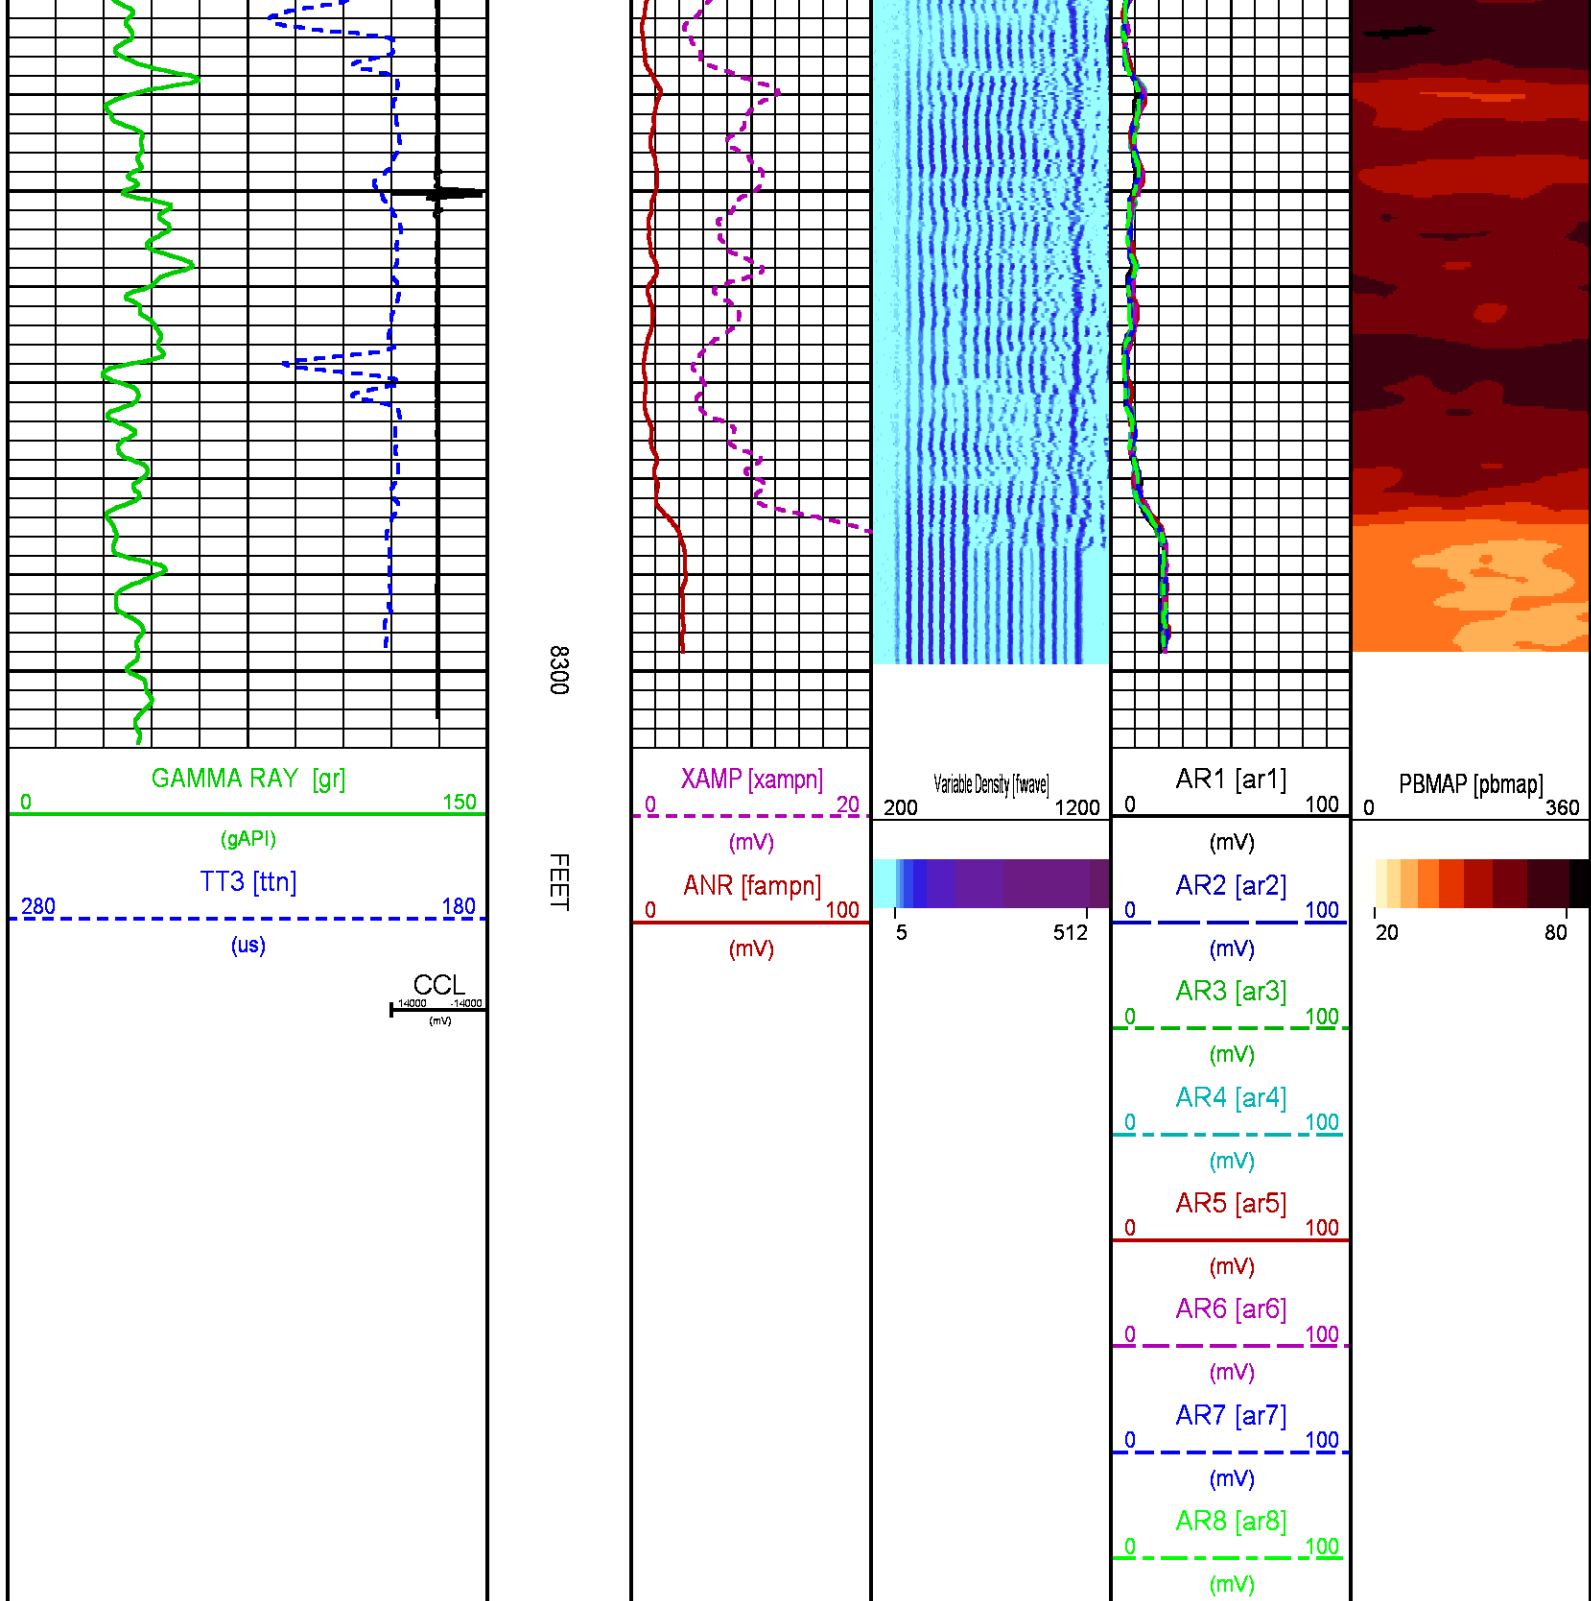 8300
FEET
GAMMA RAY [gr]
0 150
(gAPI)
TT3 [ttn]
280 180
(us)
CCL
14000 -14000
(mV)
XAMP [xampn]
0 20
(mV)
ANR [fampn]
0 100
(mV)
Variable Density [fwave]
200 1200
5 512
AR1 [ar1]
0 100
(mV)
AR2 [ar2]
0 100
(mV)
AR3 [ar3]
0 100
(mV)
AR4 [ar4]
0 100
(mV)
AR5 [ar5]
0 100
(mV)
AR6 [ar6]
0 100
(mV)
AR7 [ar7]
0 100
(mV)
AR8 [ar8]
0 100
(mV)
PBMAP [pbmap]
0 360
20 80